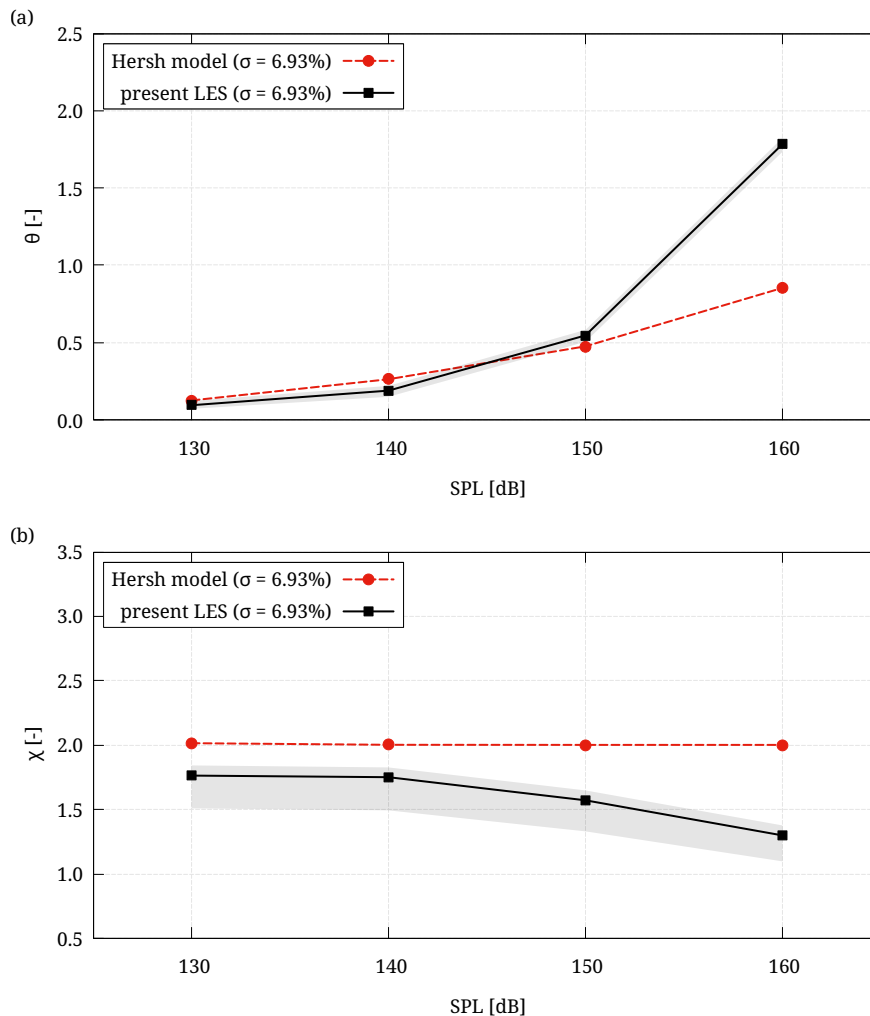 (a)
2.5
Hersh model (σ = 6.93%)
present LES (σ = 6.93%)
2.0
1.5
θ [-]
1.0
0.5
0.0
130 140 150 160
SPL [dB]
(b)
3.5
Hersh model (σ = 6.93%)
present LES (σ = 6.93%)
3.0
2.5
χ [-]
2.0
1.5
1.0
0.5
130 140 150 160
SPL [dB]